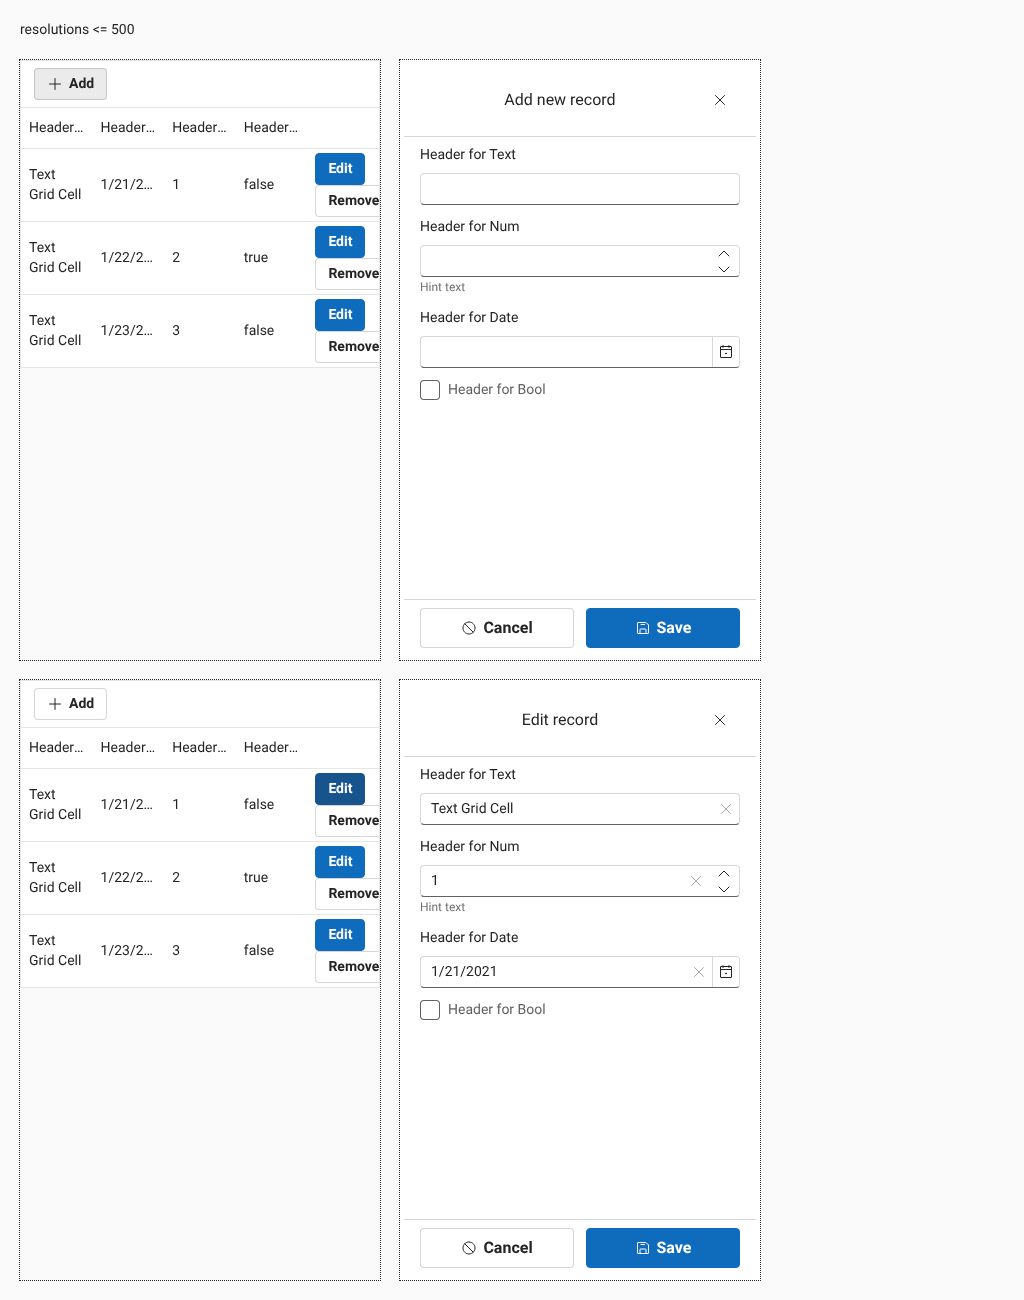 resolutions <= 500
Add
Header... Header... Header... Header...
Text
Grid Cell 1/21/2... 1 false Edit
Remove
Text
Grid Cell 1/22/2... 2 true Edit
Remove
Text
Grid Cell 1/23/2... 3 false Edit
Remove
Add new record
Header for Text
Header for Num
Hint text
Header for Date
Header for Bool
Cancel Save
Add
Header... Header... Header... Header...
Text
Grid Cell 1/21/2... 1 false Edit
Remove
Text
Grid Cell 1/22/2... 2 true Edit
Remove
Text
Grid Cell 1/23/2... 3 false Edit
Remove
Edit record
Header for Text
Text Grid Cell
Header for Num
1
Hint text
Header for Date
1/21/2021
Header for Bool
Cancel Save